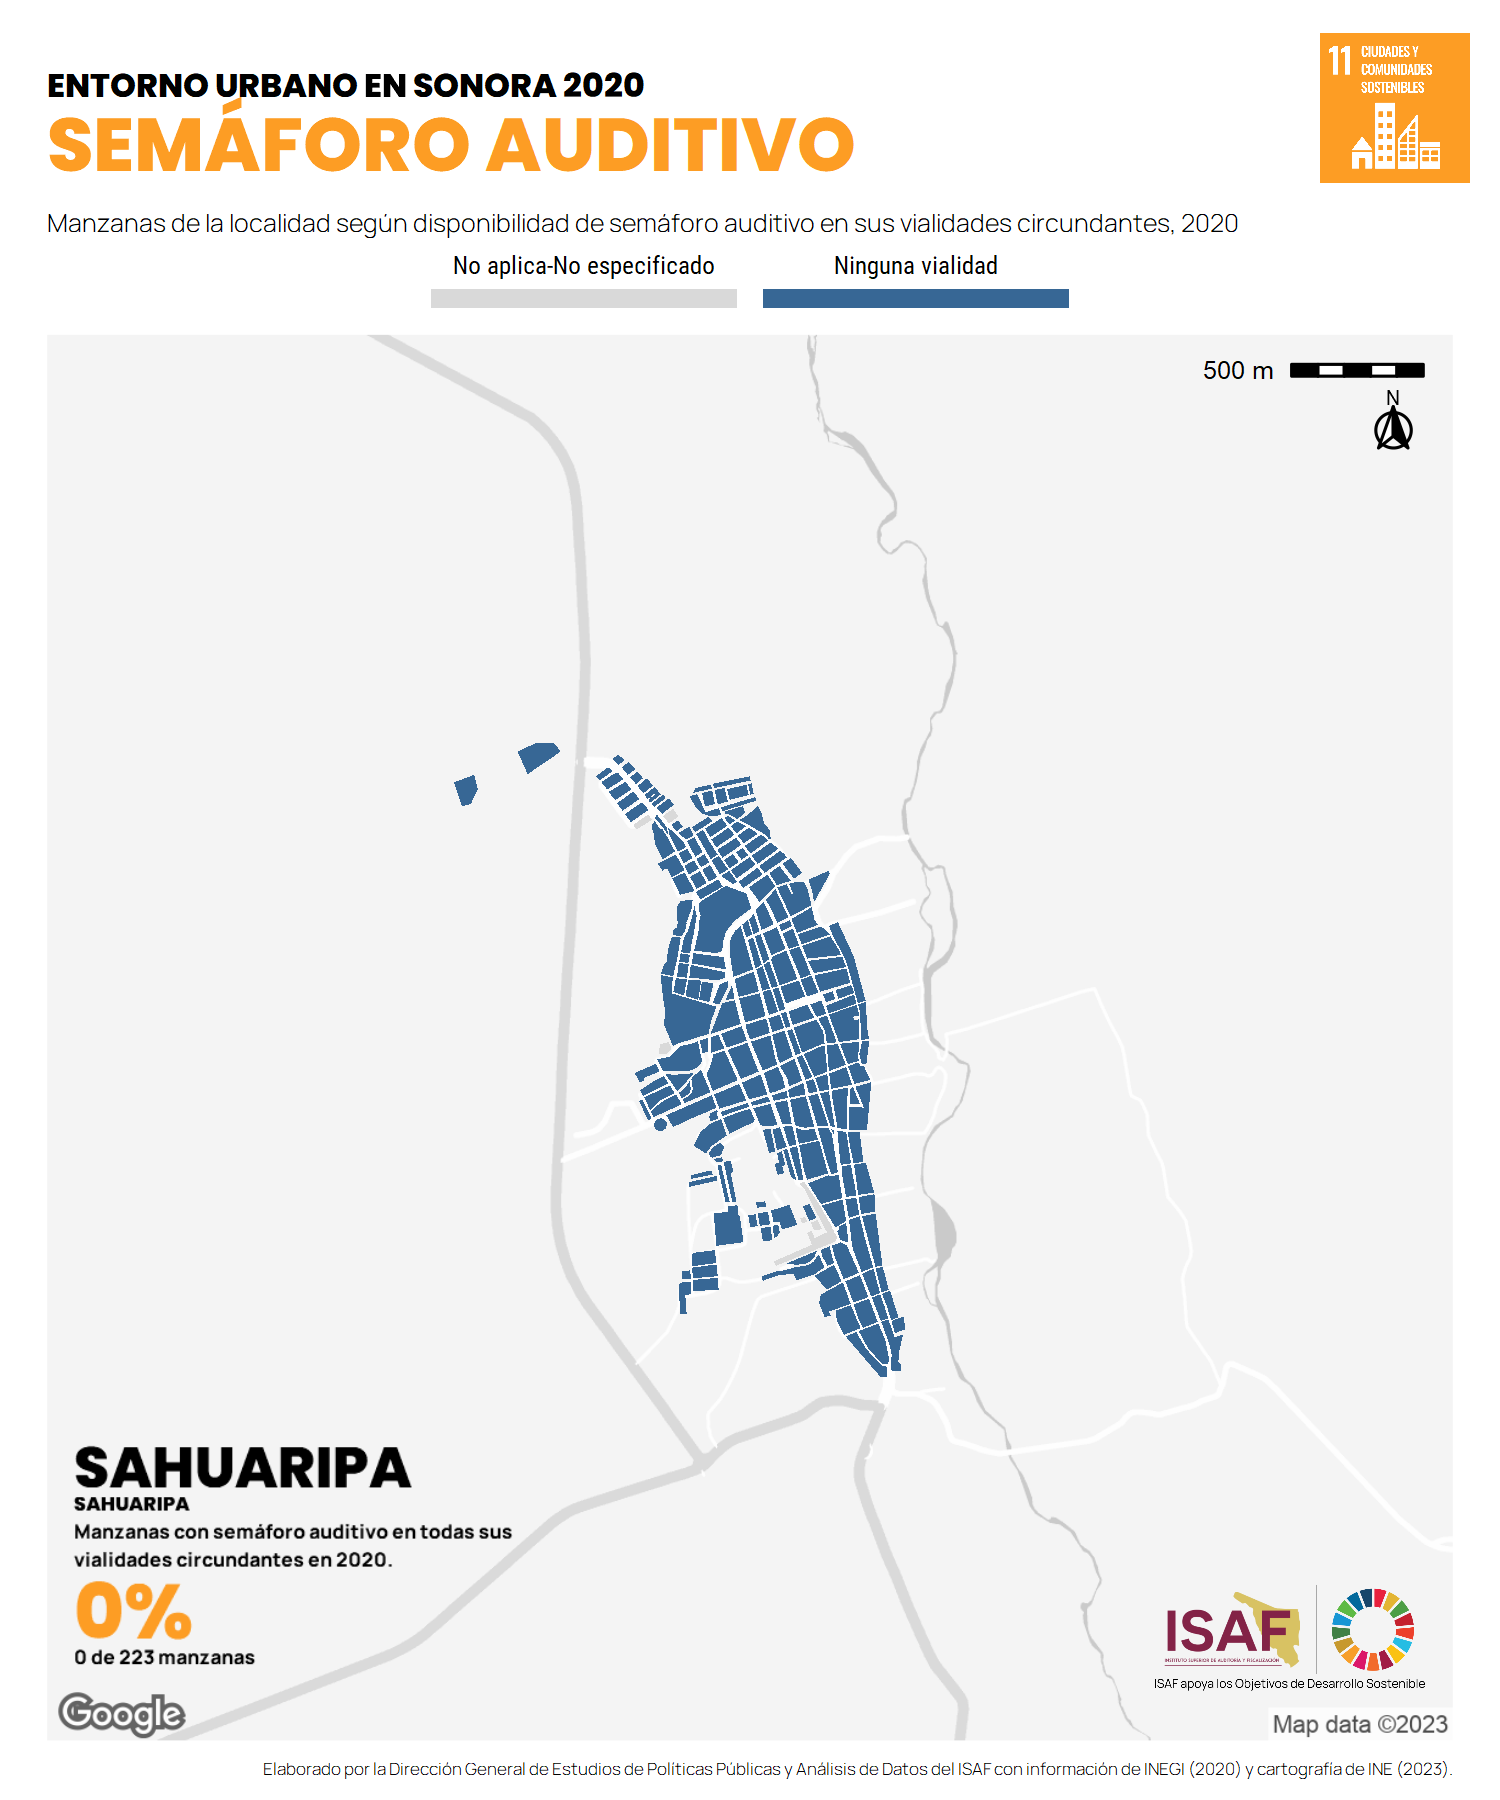 ENTORNO URBANO EN SONORA 2020
SEMÁFORO AUDITIVO
11 CIUDADES Y
COMUNIDADES
SOSTENIBLES
Manzanas de la localidad según disponibilidad de semáforo auditivo en sus vialidades circundantes, 2020
No aplica-No especificado
Ninguna vialidad
500 m
N
SAHUARIPA
SAHUARIPA
Manzanas con semáforo auditivo en todas sus
vialidades circundantes en 2020.
0%
0 de 223 manzanas
ISAF
INSTITUTO SUPERIOR DE AUDITORÍA Y FISCALIZACIÓN
ISAF apoya los Objetivos de Desarrollo Sostenible
Google
Map data ©2023
Elaborado por la Dirección General de Estudios de Políticas Públicas y Análisis de Datos del ISAF con información de INEGI (2020) y cartografía de INE (2023).